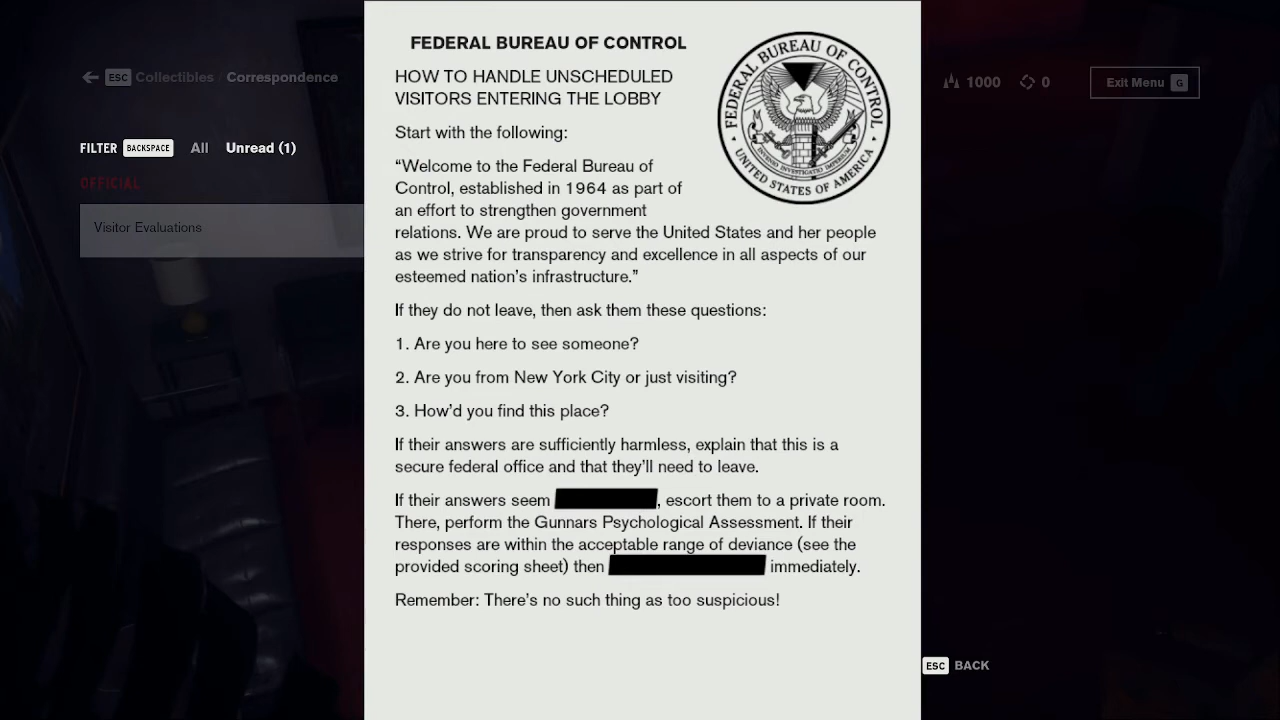 ESC Collectibles / Correspondence
1000
0
Exit Menu G
FILTER BACKSPACE All Unread (1)
OFFICIAL
Visitor Evaluations
FEDERAL BUREAU OF CONTROL
HOW TO HANDLE UNSCHEDULED
VISITORS ENTERING THE LOBBY
FEDERAL BUREAU OF CONTROL
UNITED STATES OF AMERICA
Start with the following:
“Welcome to the Federal Bureau of
Control, established in 1964 as part of
an effort to strengthen government
relations. We are proud to serve the United States and her people
as we strive for transparency and excellence in all aspects of our
esteemed nation’s infrastructure.”
If they do not leave, then ask them these questions:
1. Are you here to see someone?
2. Are you from New York City or just visiting?
3. How’d you find this place?
If their answers are sufficiently harmless, explain that this is a
secure federal office and that they’ll need to leave.
If their answers seem , escort them to a private room.
There, perform the Gunnars Psychological Assessment. If their
responses are within the acceptable range of deviance (see the
provided scoring sheet) then immediately.
Remember: There’s no such thing as too suspicious!
ESC BACK